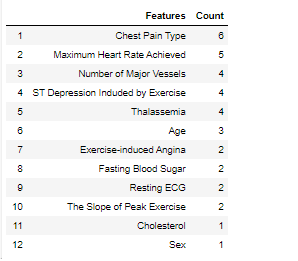 Features Count
1 Chest Pain Type 6
2 Maximum Heart Rate Achieved 5
3 Number of Major Vessels 4
4 ST Depression Induded by Exercise 4
5 Thalassemia 4
6 Age 3
7 Exercise-induced Angina 2
8 Fasting Blood Sugar 2
9 Resting ECG 2
10 The Slope of Peak Exercise 2
11 Cholesterol 1
12 Sex 1